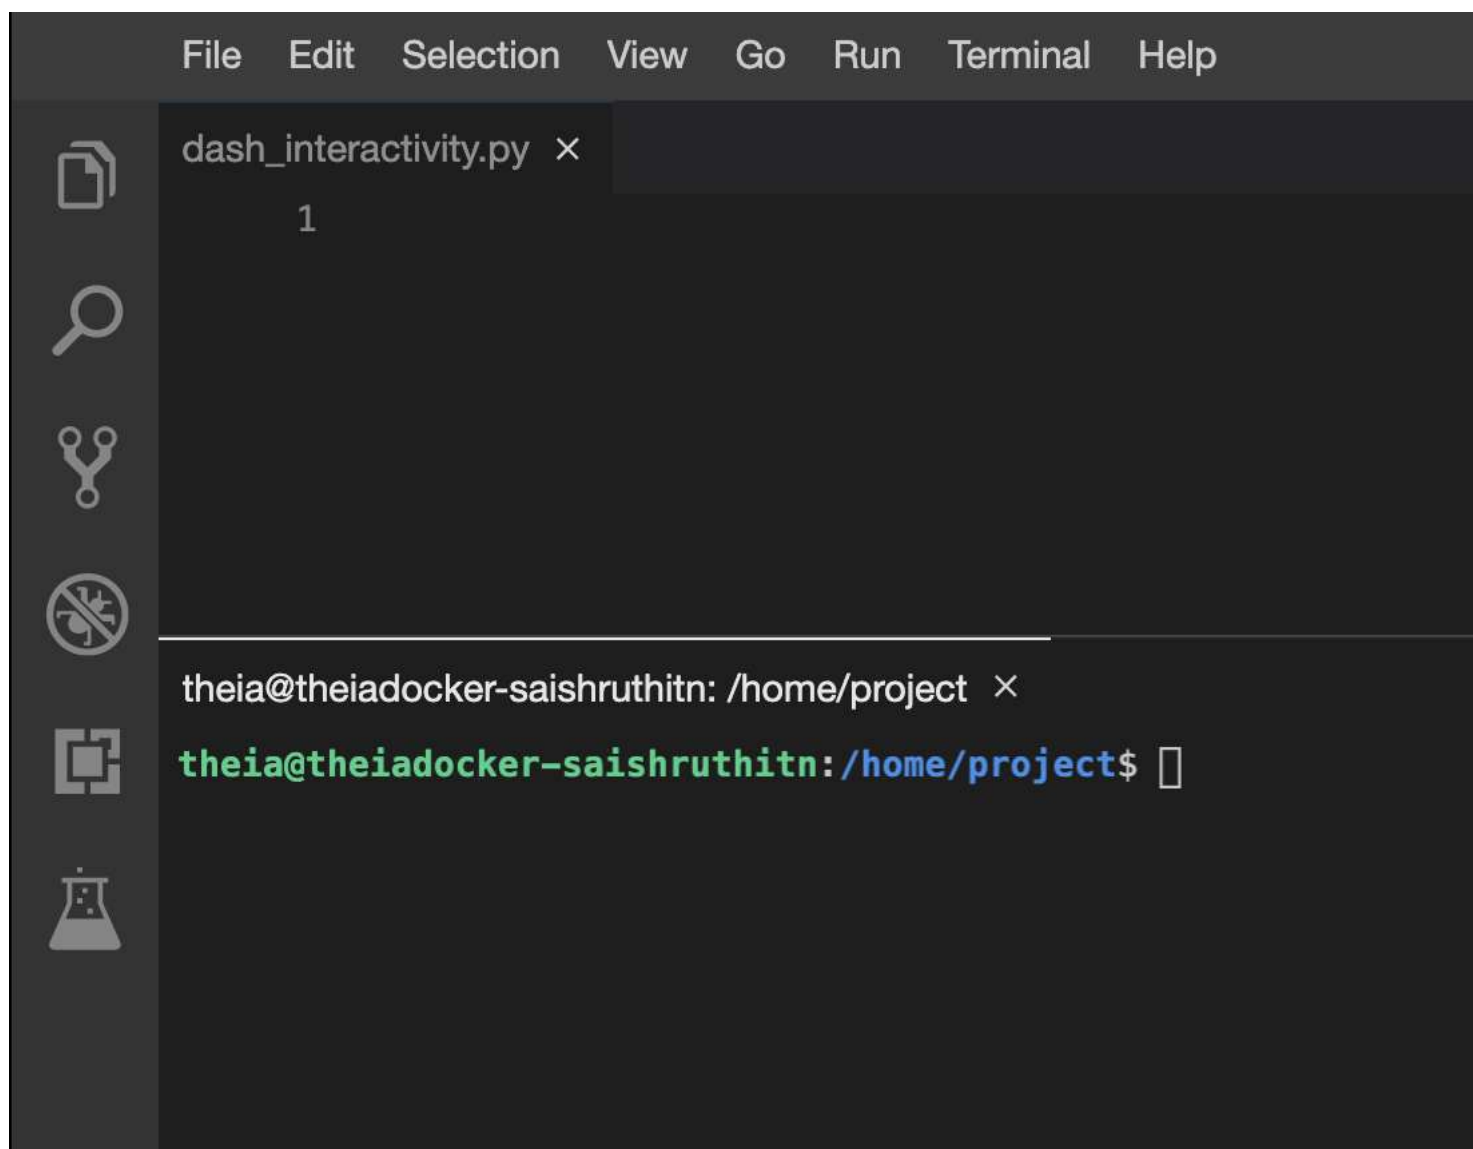 File Edit Selection View Go Run Terminal Help
dash_interactivity.py ×
1
theia@theiadocker-saishruthitn: /home/project ×
theia@theiadocker-saishruthitn:/home/project$